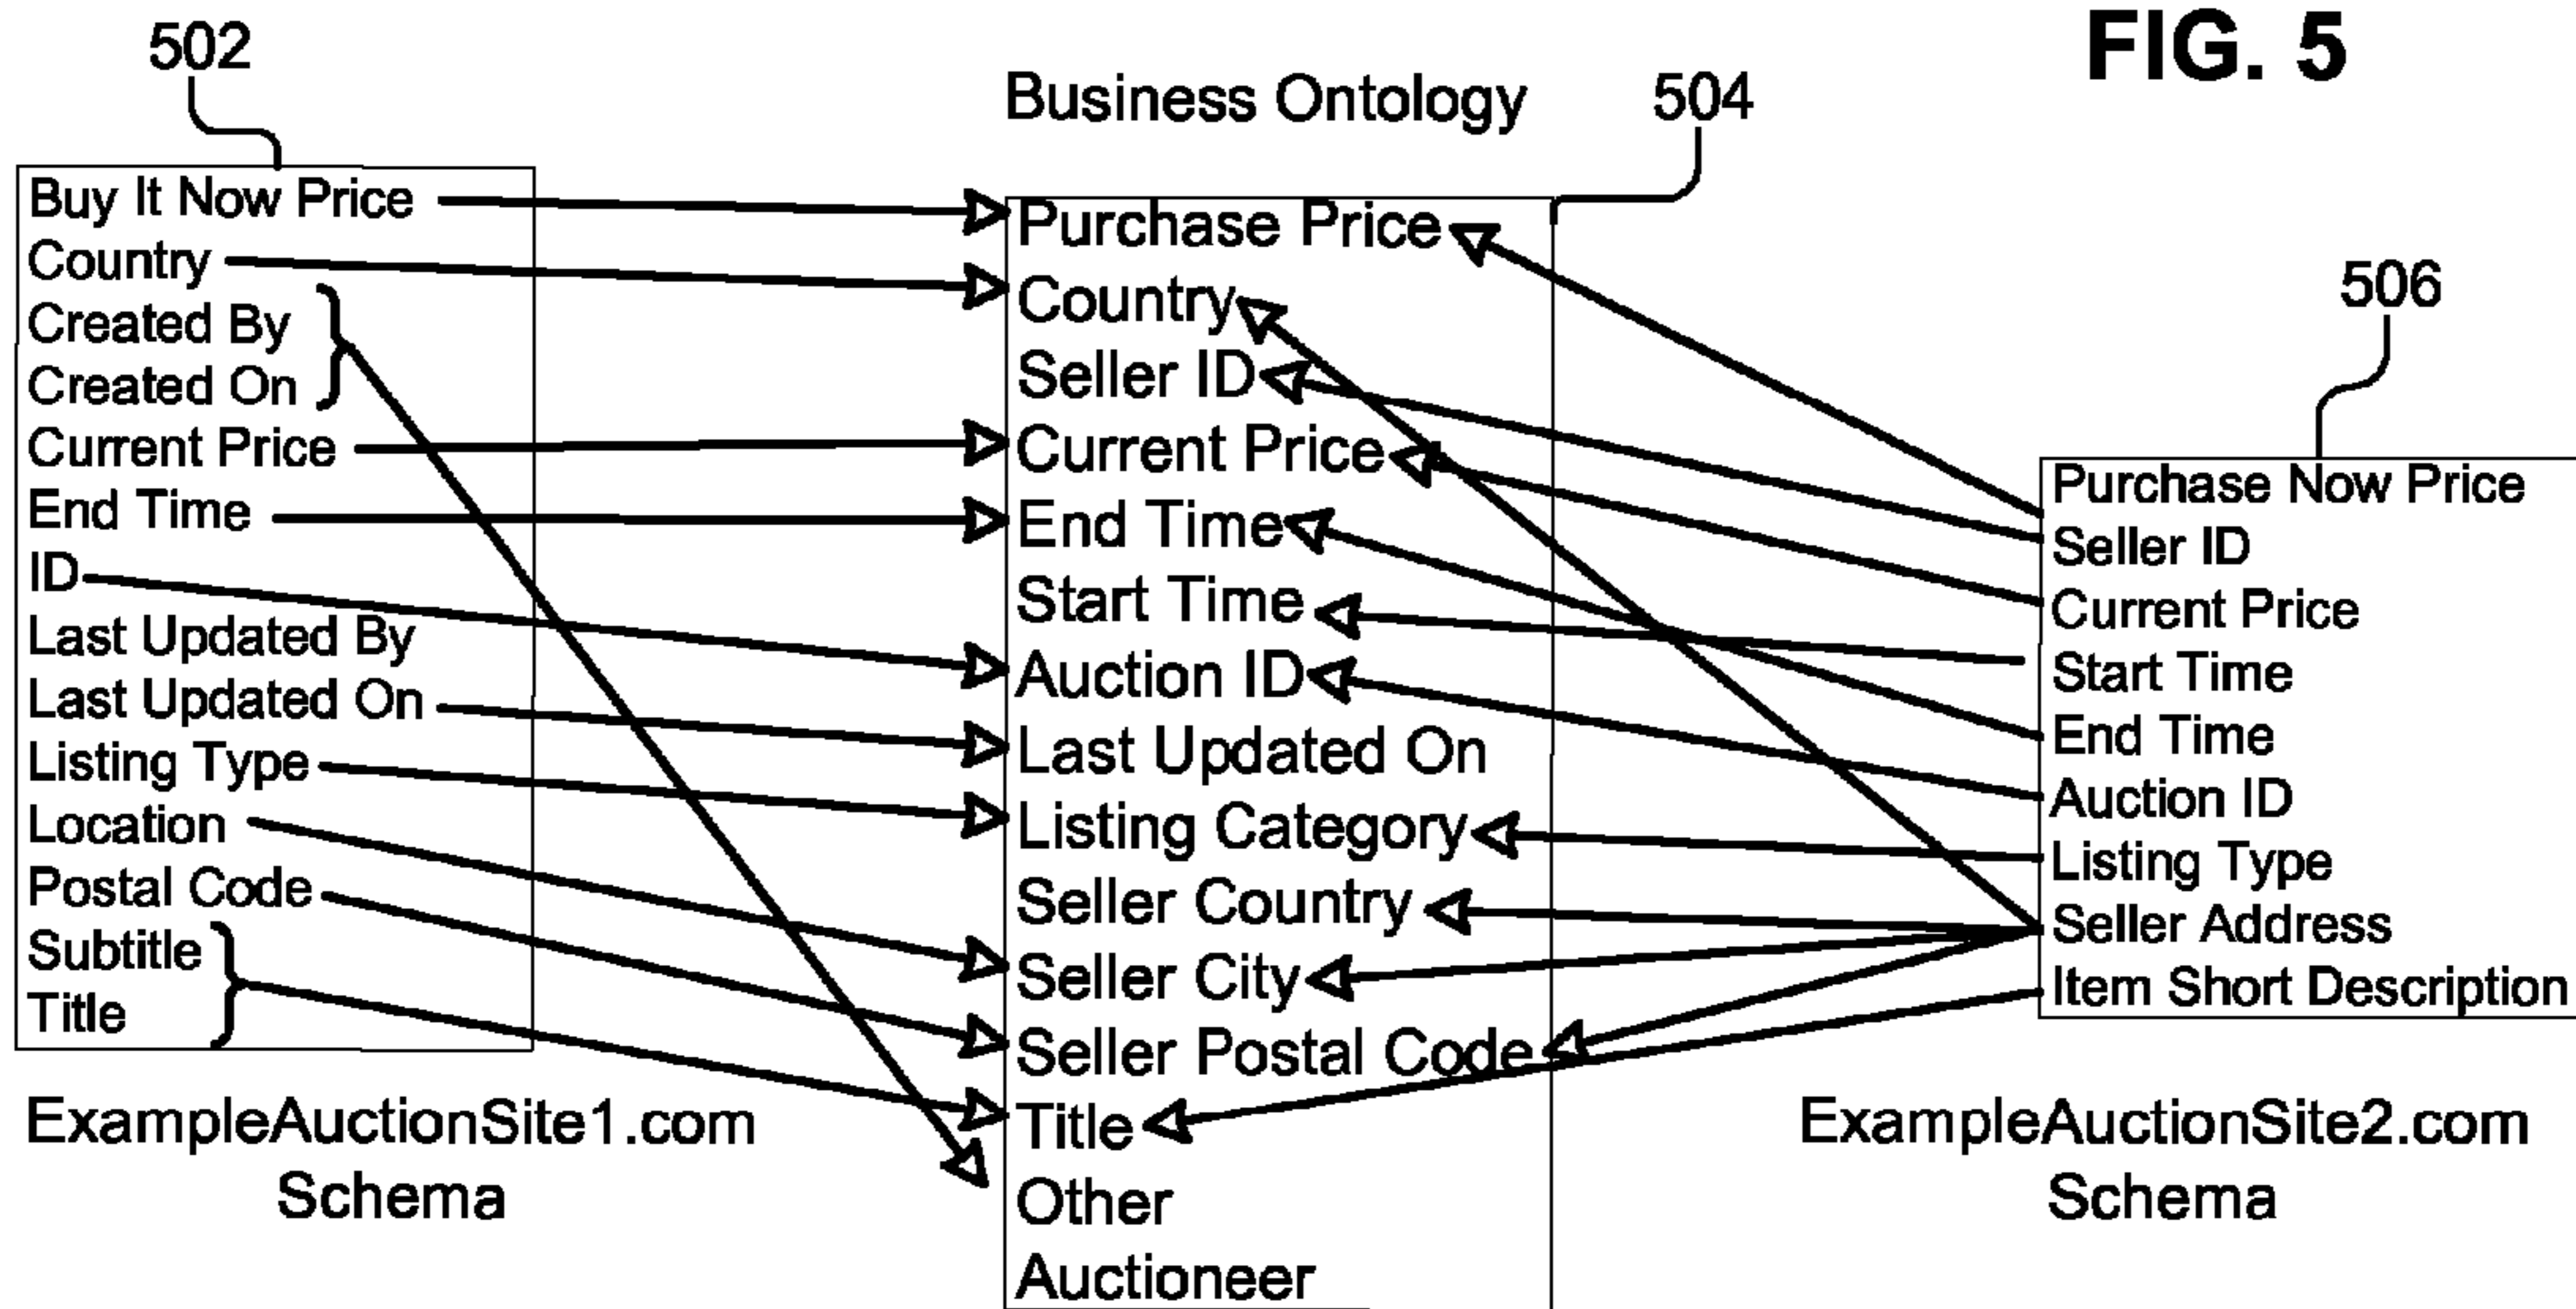 FIG. 5
502
Buy It Now Price
Country
Created By
Created On
Current Price
End Time
ID
Last Updated By
Last Updated On
Listing Type
Location
Postal Code
Subtitle
Title
ExampleAuctionSite1.com
Schema
Business Ontology
504
Purchase Price
Country
Seller ID
Current Price
End Time
Start Time
Auction ID
Last Updated On
Listing Category
Seller Country
Seller City
Seller Postal Code
Title
Other
Auctioneer
506
Purchase Now Price
Seller ID
Current Price
Start Time
End Time
Auction ID
Listing Type
Seller Address
Item Short Description
ExampleAuctionSite2.com
Schema